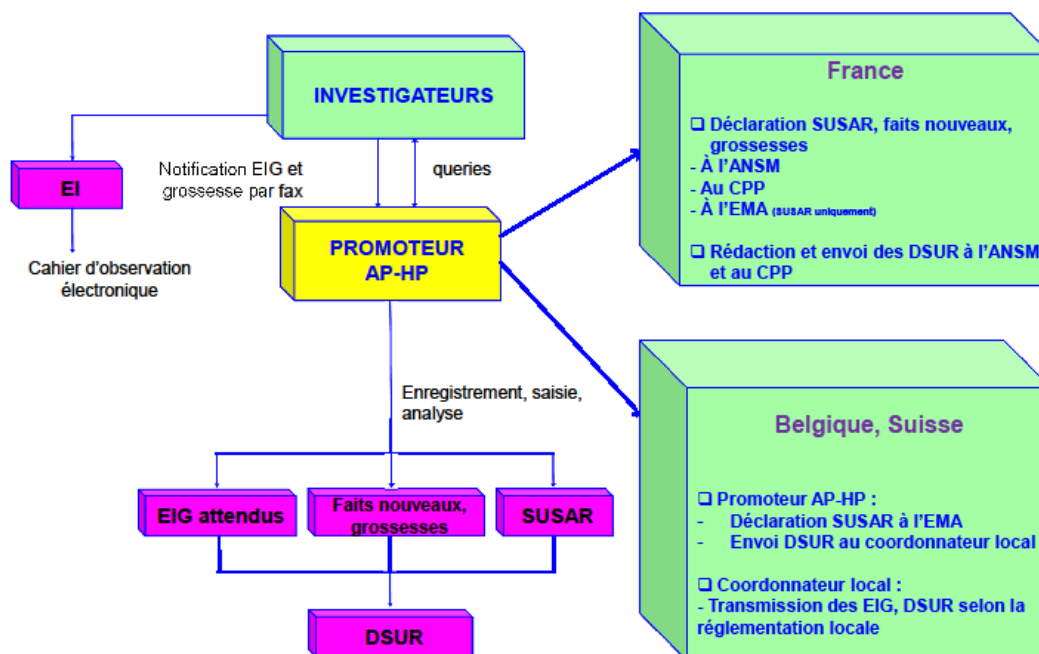 INVESTIGATEURS
EI
Cahier d'observation
électronique
Notification EIG et
grossesse par fax
queries
PROMOTEUR
AP-HP
Enregistrement, saisie,
analyse
EIG attendus
Faits nouveaux,
grossesses
SUSAR
DSUR
France
❑ Déclaration SUSAR, faits nouveaux,
grossesses
- À l'ANSM
- Au CPP
- À l'EMA (SUSAR uniquement)
❑ Rédaction et envoi des DSUR à l'ANSM
et au CPP
Belgique, Suisse
❑ Promoteur AP-HP :
- Déclaration SUSAR à l'EMA
- Envoi DSUR au coordonnateur local
❑ Coordonnateur local :
- Transmission des EIG, DSUR selon la
réglementation locale